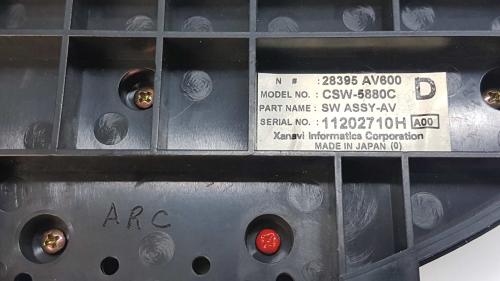 N # : 28395 AV600
MODEL NO. : CSW-5880C D
PART NAME : SW ASSY-AV
SERIAL NO. : 11202710H A00
Xanavi Informatics Corporation
MADE IN JAPAN (0)
ARC